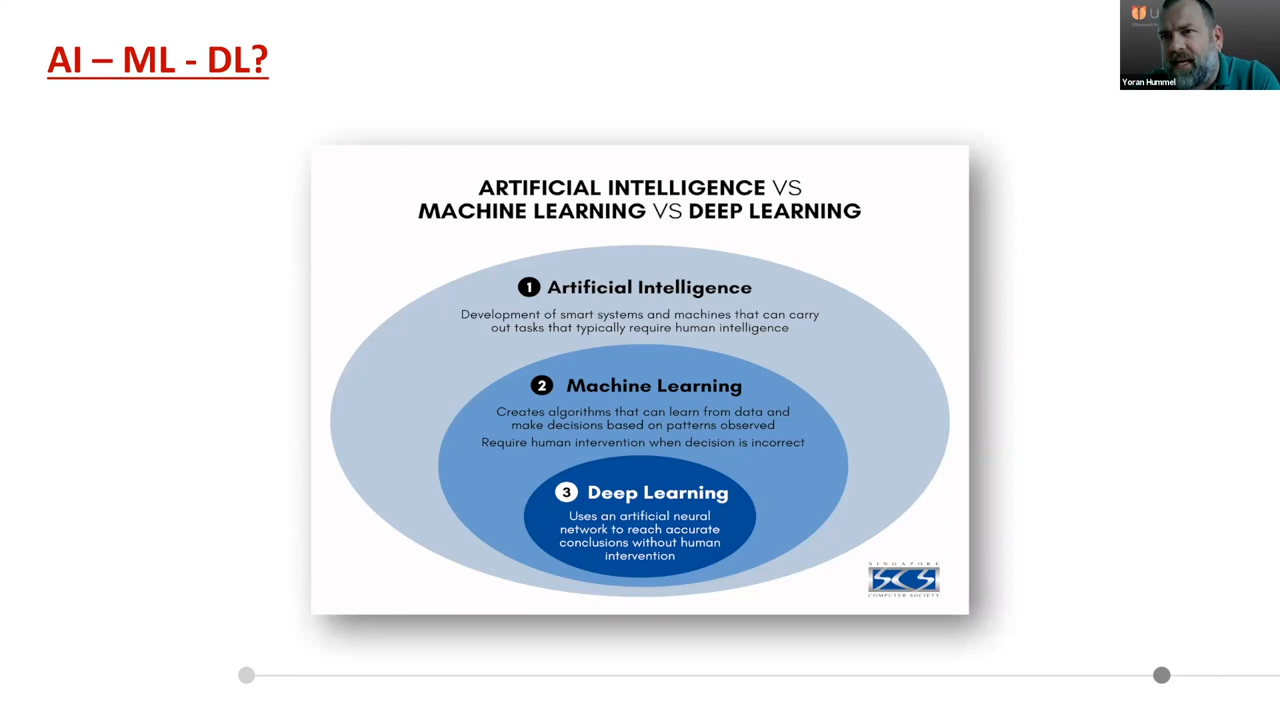 AI – ML - DL?
Yoran Hummel
ARTIFICIAL INTELLIGENCE VS
MACHINE LEARNING VS DEEP LEARNING
1 Artificial Intelligence
Development of smart systems and machines that can carry
out tasks that typically require human intelligence
2 Machine Learning
Creates algorithms that can learn from data and
make decisions based on patterns observed
Require human intervention when decision is incorrect
3 Deep Learning
Uses an artificial neural
network to reach accurate
conclusions without human
intervention
SINGAPORE
SCS
COMPUTER SOCIETY